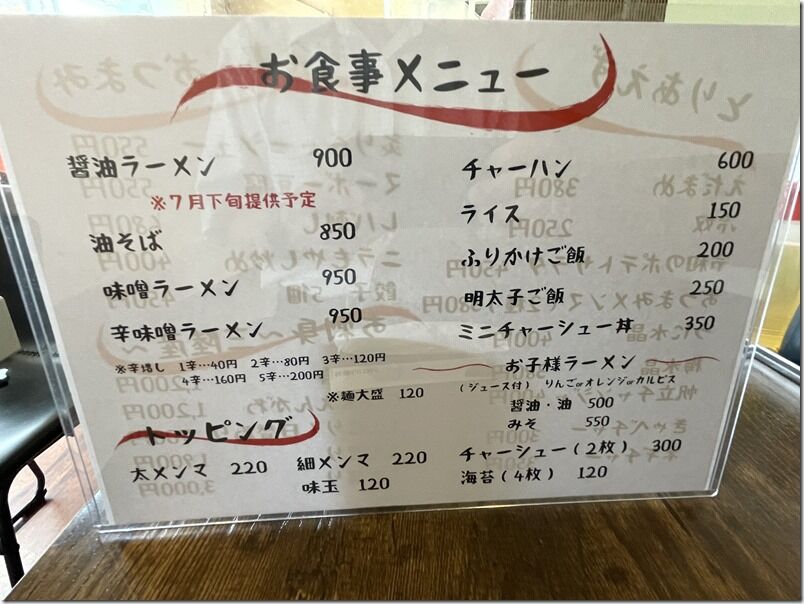 お食事メニュー
醤油ラーメン 900
※7月下旬提供予定
油そば 850
味噌ラーメン 950
辛味噌ラーメン 950
※辛増し 1辛…40円 2辛…80円 3辛…120円
4辛…160円 5辛…200円
※麺大盛 120
チャーハン 600
ライス 150
ふりかけご飯 200
明太子ご飯 250
ミニチャーシュー丼 350
お子様ラーメン
(ジュース付) りんごorオレンジorカルピス
醤油・油 500
みそ 550
トッピング
太メンマ 220 細メンマ 220 チャーシュー(2枚) 300
味玉 120 海苔(4枚) 120